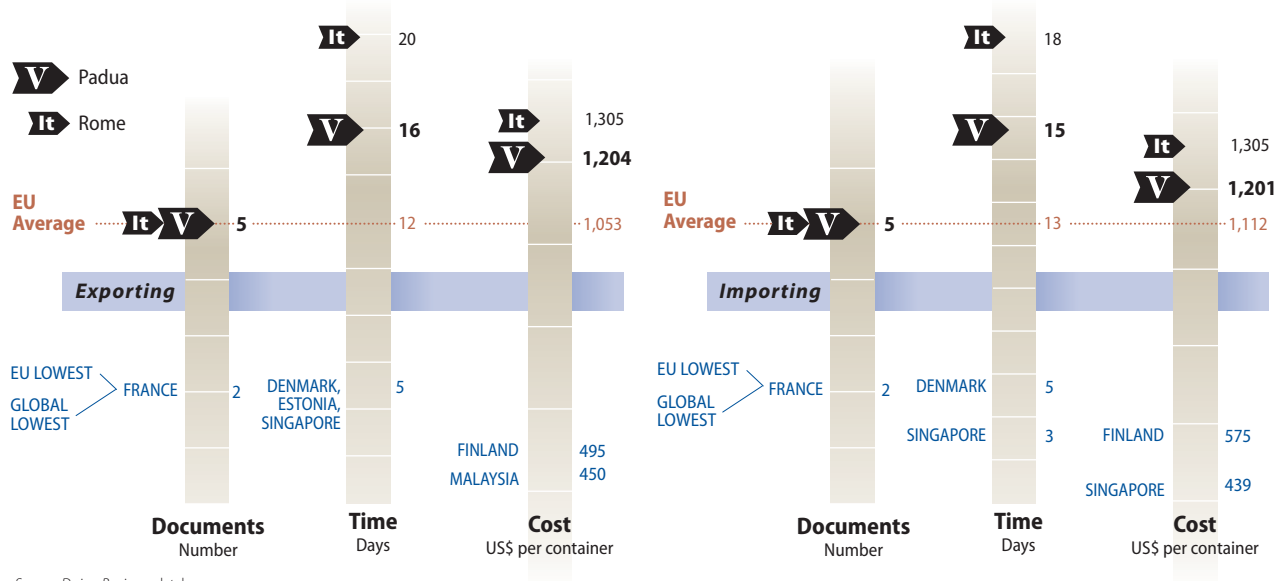 V Padua
It Rome
EU
Average
It V 5
It 20
V 16
12
It 1,305
V 1,204
1,053
Exporting
EU LOWEST
GLOBAL
LOWEST
FRANCE 2
DENMARK,
ESTONIA,
SINGAPORE
5
FINLAND 495
MALAYSIA 450
Documents
Number
Time
Days
Cost
US$ per container
EU
Average
It V 5
It 18
V 15
13
It 1,305
V 1,201
1,112
Importing
EU LOWEST
GLOBAL
LOWEST
FRANCE 2
DENMARK 5
SINGAPORE 3
FINLAND 575
SINGAPORE 439
Documents
Number
Time
Days
Cost
US$ per container